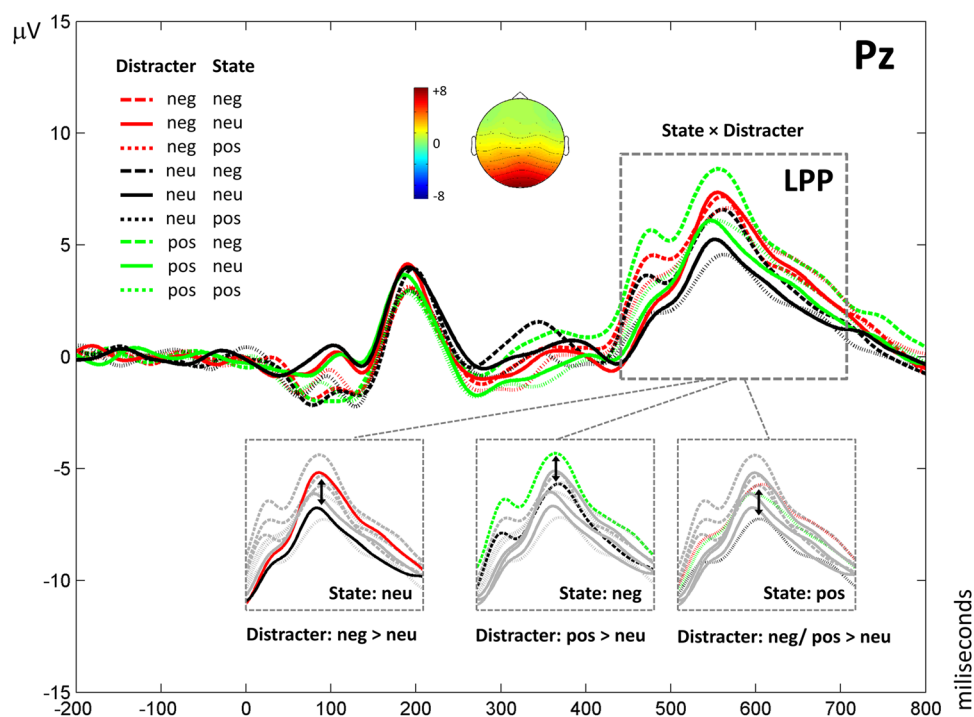 μV
15
10
5
0
-5
-10
-15
Pz
Distracter State
neg neg
neg neu
neg pos
neu neg
neu neu
neu pos
pos neg
pos neu
pos pos
+8
0
-8
State × Distracter
LPP
State: neu
State: neg
State: pos
Distracter: neg > neu
Distracter: pos > neu
Distracter: neg/ pos > neu
-200 -100 0 100 200 300 400 500 600 700 800
miliseconds